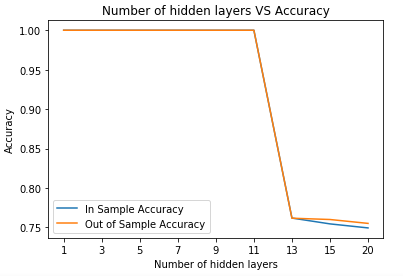 Number of hidden layers VS Accuracy
1.00
0.95
0.90
0.85
0.80
0.75
Accuracy
In Sample Accuracy
Out of Sample Accuracy
1 3 5 7 9 11 13 15 20
Number of hidden layers